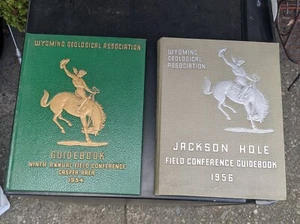 WYOMING GEOLOGICAL ASSOCIATION
GUIDEBOOK
NINTH ANNUAL FIELD CONFERENCE
CASPER AREA
1954
WYOMING
GEOLOGICAL
ASSOCIATION
JACKSON HOLE
FIELD CONFERENCE GUIDEBOOK
1956